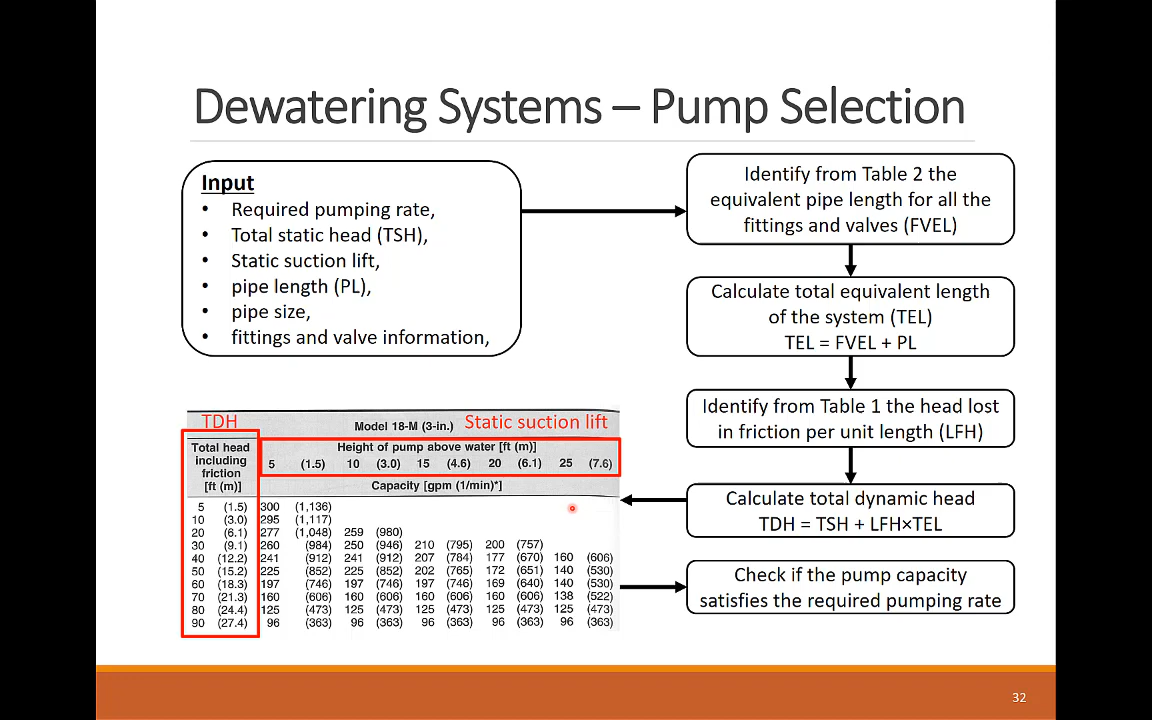 Dewatering Systems – Pump Selection
Input
• Required pumping rate,
• Total static head (TSH),
• Static suction lift,
• pipe length (PL),
• pipe size,
• fittings and valve information,
Identify from Table 2 the
equivalent pipe length for all the
fittings and valves (FVEL)
Calculate total equivalent length
of the system (TEL)
TEL = FVEL + PL
Identify from Table 1 the head lost
in friction per unit length (LFH)
Calculate total dynamic head
TDH = TSH + LFH×TEL
Check if the pump capacity
satisfies the required pumping rate
TDH Model 18-M (3-in.) Static suction lift
Total head
including
friction
[ft (m)]
Height of pump above water [ft (m)]
5 (1.5) 10 (3.0) 15 (4.6) 20 (6.1) 25 (7.6)
Capacity [gpm (1/min)*]
5 (1.5) 300 (1,136)
10 (3.0) 295 (1,117)
20 (6.1) 277 (1,048) 259 (980)
30 (9.1) 260 (984) 250 (946) 210 (795) 200 (757)
40 (12.2) 241 (912) 241 (912) 207 (784) 177 (670) 160 (606)
50 (15.2) 225 (852) 225 (852) 202 (765) 172 (651) 140 (530)
60 (18.3) 197 (746) 197 (746) 197 (746) 169 (640) 140 (530)
70 (21.3) 160 (606) 160 (606) 160 (606) 160 (606) 138 (522)
80 (24.4) 125 (473) 125 (473) 125 (473) 125 (473) 125 (473)
90 (27.4) 96 (363) 96 (363) 96 (363) 96 (363) 96 (363)
32